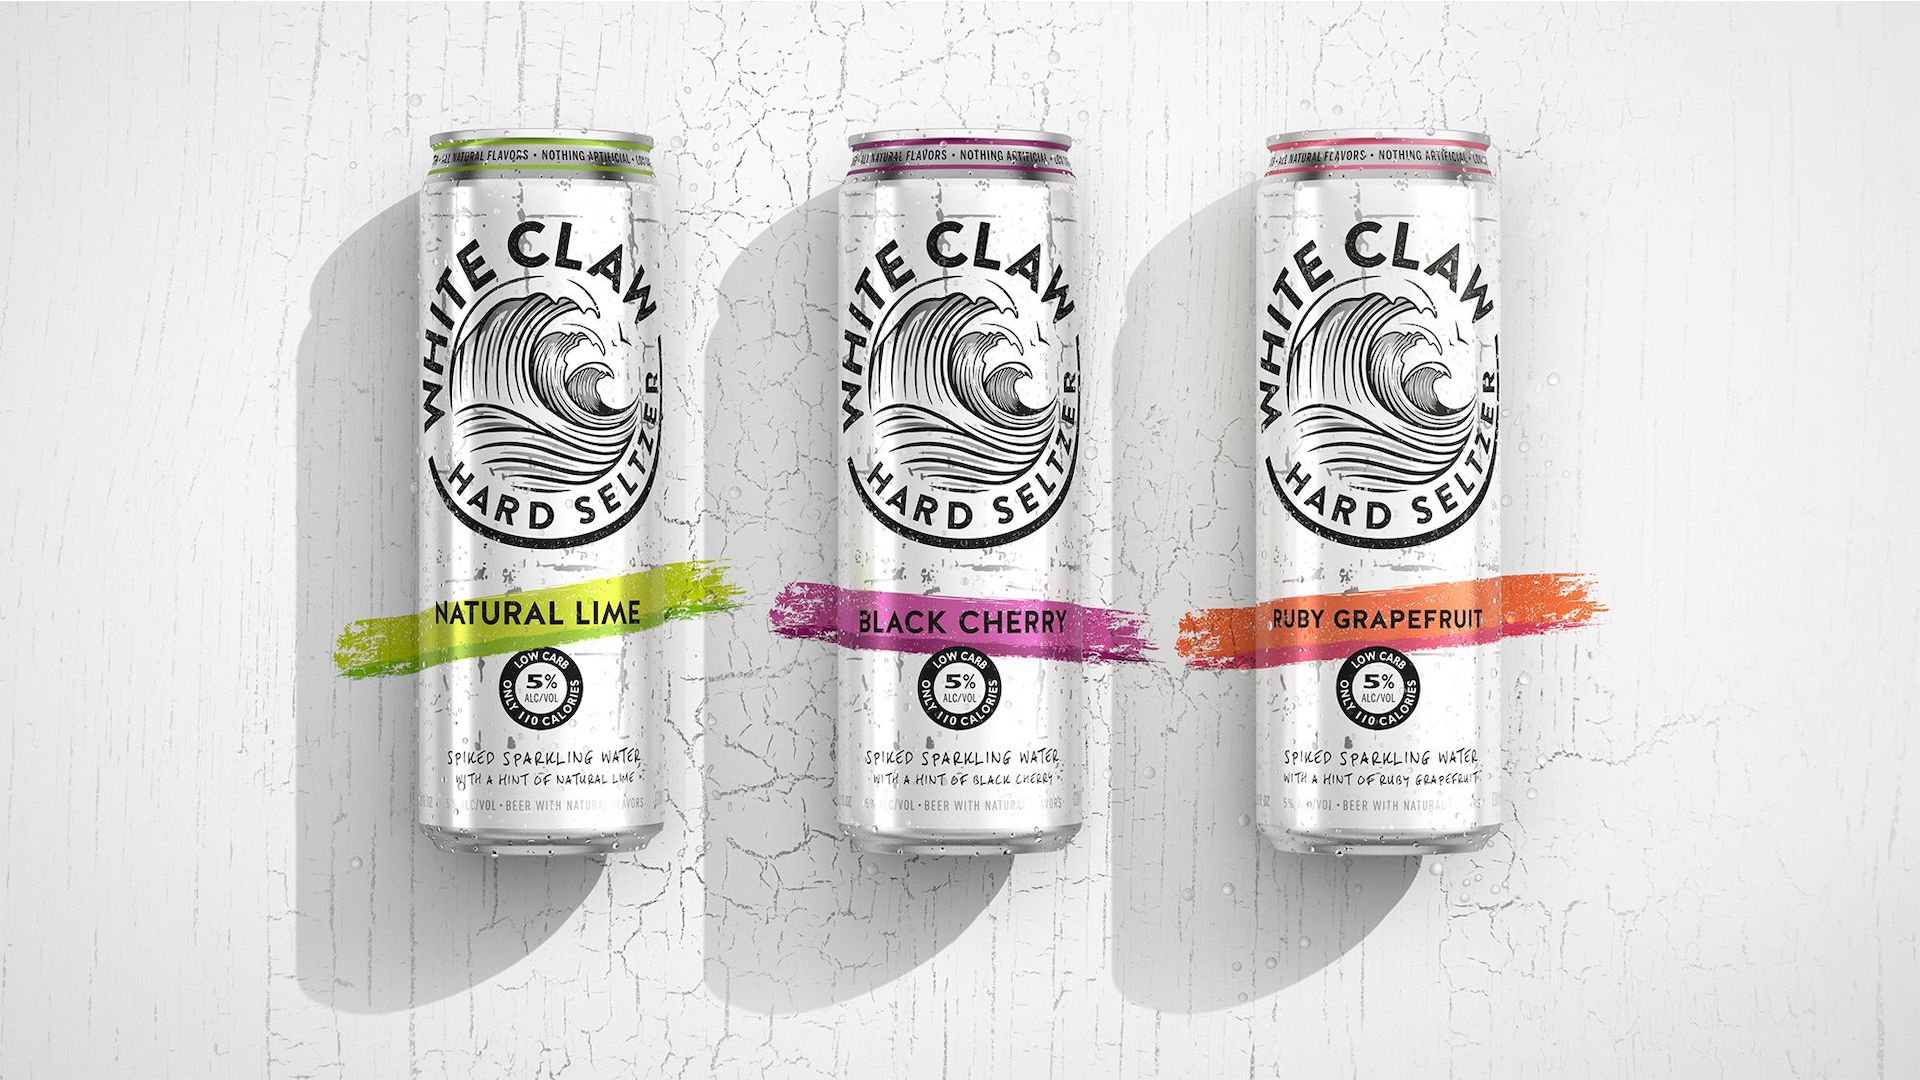 ALL NATURAL FLAVORS • NOTHING ARTIFICIAL •
WHITE CLAW
HARD SELTZER
NATURAL LIME
LOW CARB
5%
ALC/VOL
ONLY 110 CALORIES
SPIKED SPARKLING WATER
WITH A HINT OF NATURAL LIME
5% ALC/VOL • BEER WITH NATURAL FLAVORS
ALL NATURAL FLAVORS • NOTHING ARTIFICIAL •
WHITE CLAW
HARD SELTZER
BLACK CHERRY
LOW CARB
5%
ALC/VOL
ONLY 110 CALORIES
SPIKED SPARKLING WATER
WITH A HINT OF BLACK CHERRY
5% ALC/VOL • BEER WITH NATURAL FLAVORS
ALL NATURAL FLAVORS • NOTHING ARTIFICIAL •
WHITE CLAW
HARD SELTZER
RUBY GRAPEFRUIT
LOW CARB
5%
ALC/VOL
ONLY 110 CALORIES
SPIKED SPARKLING WATER
WITH A HINT OF RUBY GRAPEFRUIT
5% • BEER WITH NATURAL